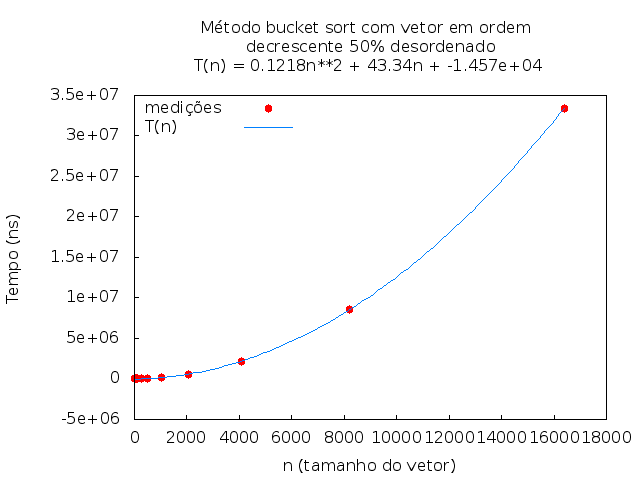 Método bucket sort com vetor em ordem
decrescente 50% desordenado
T(n) = 0.1218n**2 + 43.34n + -1.457e+04
3.5e+07
3e+07
2.5e+07
2e+07
1.5e+07
1e+07
5e+06
0
-5e+06
Tempo (ns)
medições
T(n)
0
2000
4000
6000
8000
10000
12000
14000
16000
18000
n (tamanho do vetor)